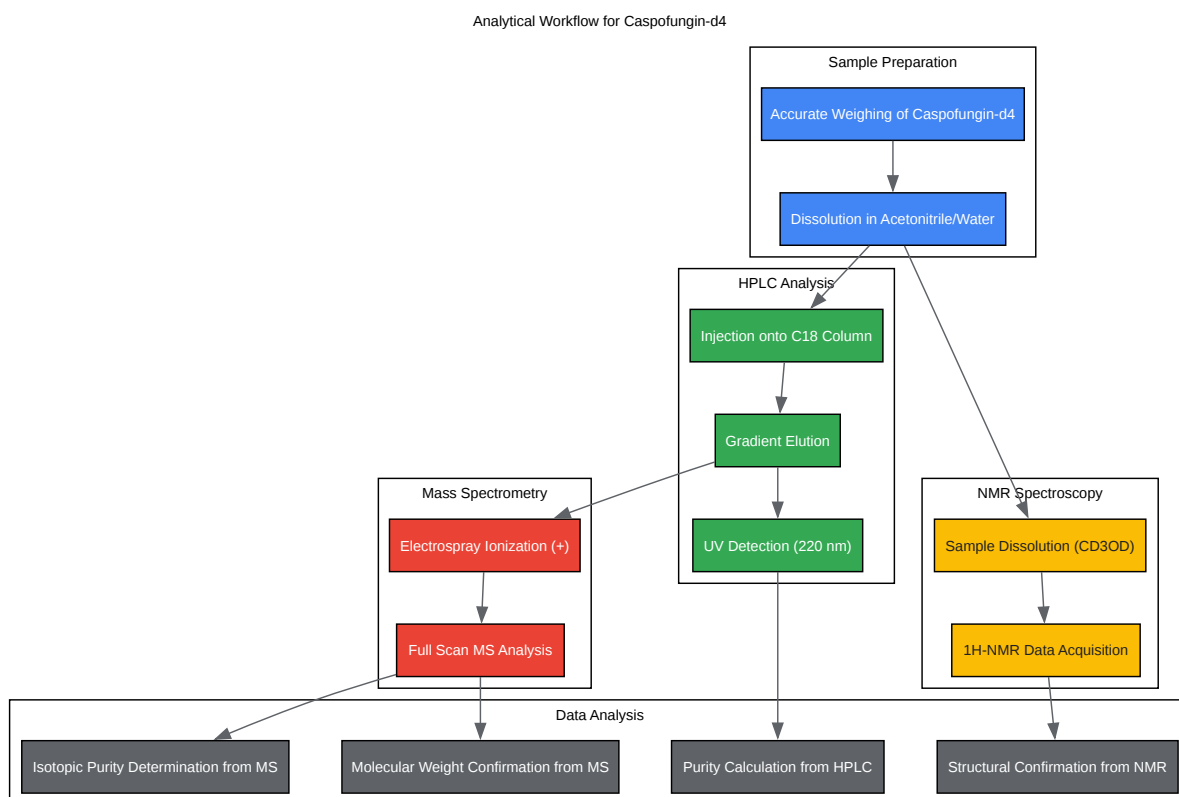 Analytical Workflow for Caspofungin-d4
Sample Preparation
Accurate Weighing of Caspofungin-d4
Dissolution in Acetonitrile/Water
HPLC Analysis
Injection onto C18 Column
Gradient Elution
Mass Spectrometry
NMR Spectroscopy
Electrospray Ionization (+)
UV Detection (220 nm)
Sample Dissolution (CD3OD)
Full Scan MS Analysis
1H-NMR Data Acquisition
Data Analysis
Isotopic Purity Determination from MS
Molecular Weight Confirmation from MS
Purity Calculation from HPLC
Structural Confirmation from NMR